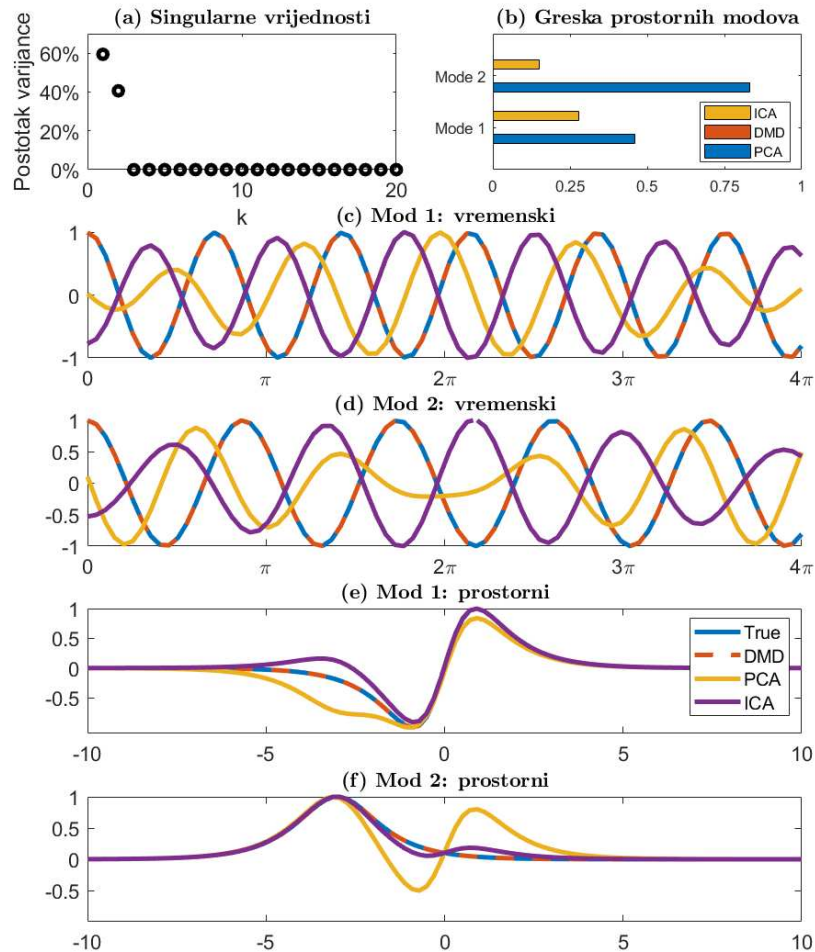 (a) Singularne vrijednosti
Postotak varijance
60%
40%
20%
0%
0 10 20
k
(b) Greska prostornih modova
Mode 2
Mode 1
ICA
DMD
PCA
0 0.25 0.5 0.75 1
(c) Mod 1: vremenski
1
0
-1
0 π 2π 3π 4π
(d) Mod 2: vremenski
1
0.5
0
-0.5
-1
0 π 2π 3π 4π
(e) Mod 1: prostorni
1
0.5
0
-0.5
True
DMD
PCA
ICA
-10 -5 0 5 10
(f) Mod 2: prostorni
1
0.5
0
-0.5
-10 -5 0 5 10